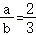 a/b = 2/3